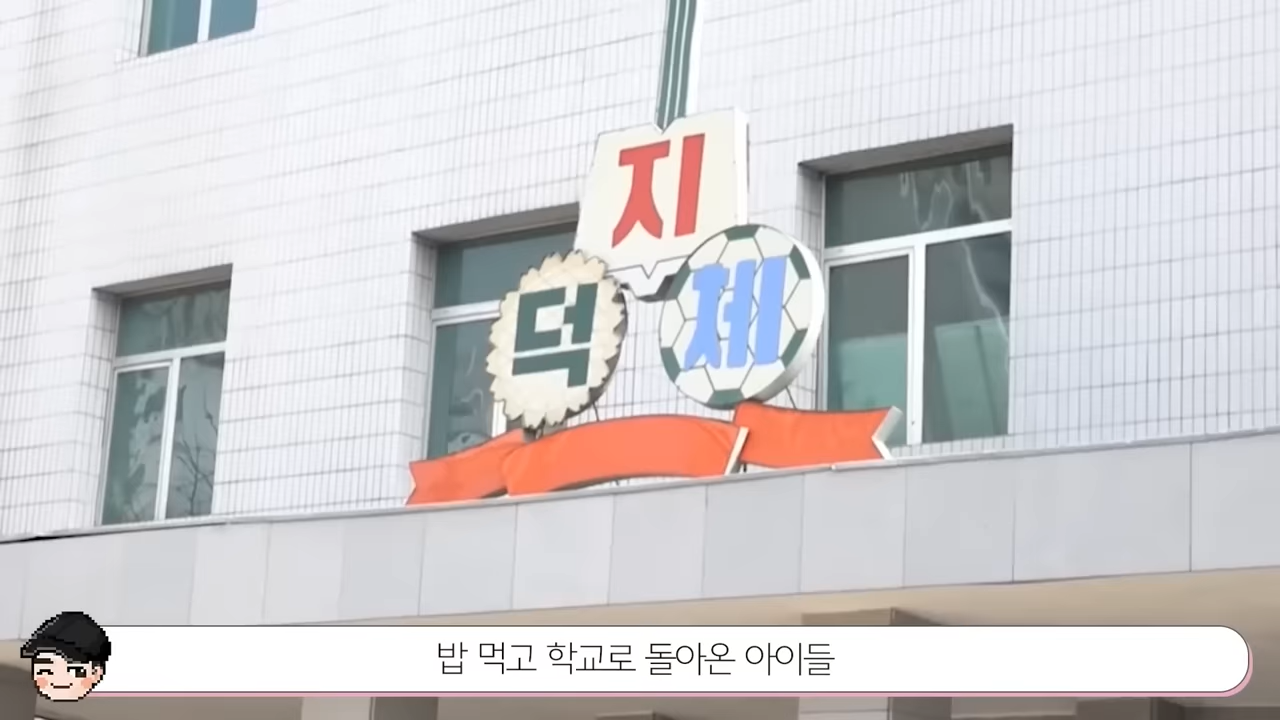 지
덕
체
밥 먹고 학교로 돌아온 아이들